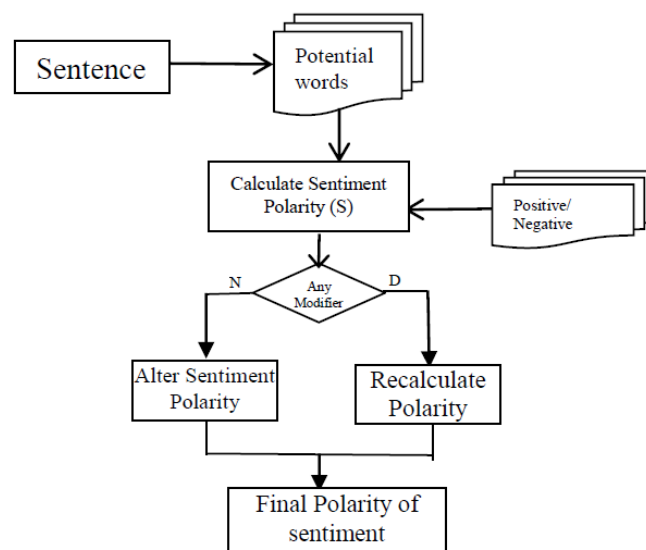 Sentence
Potential
words
Calculate Sentiment
Polarity (S)
Positive/
Negative
N
Any
Modifier
D
Alter Sentiment
Polarity
Recalculate
Polarity
Final Polarity of
sentiment